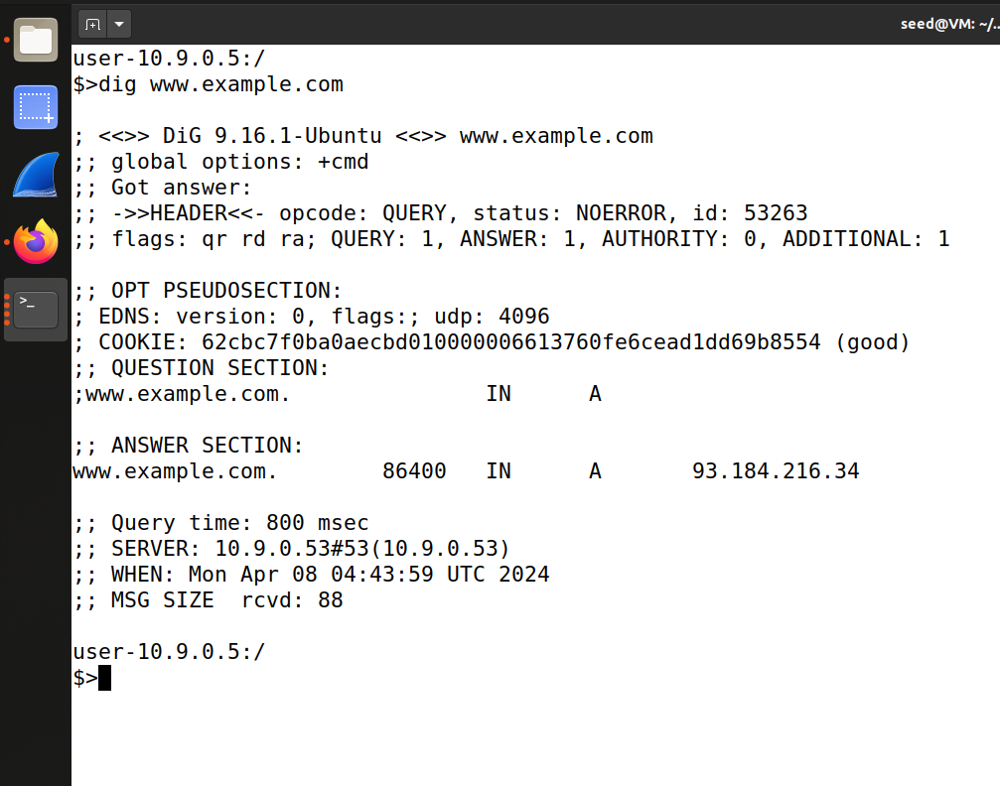 seed@VM: ~/..
user-10.9.0.5:/
$>dig www.example.com
; <<>> DiG 9.16.1-Ubuntu <<>> www.example.com
;; global options: +cmd
;; Got answer:
;; ->>HEADER<<- opcode: QUERY, status: NOERROR, id: 53263
;; flags: qr rd ra; QUERY: 1, ANSWER: 1, AUTHORITY: 0, ADDITIONAL: 1
;; OPT PSEUDOSECTION:
; EDNS: version: 0, flags:; udp: 4096
; COOKIE: 62cbc7f0ba0aecbd010000006613760fe6cead1dd69b8554 (good)
;; QUESTION SECTION:
;www.example.com. IN A
;; ANSWER SECTION:
www.example.com. 86400 IN A 93.184.216.34
;; Query time: 800 msec
;; SERVER: 10.9.0.53#53(10.9.0.53)
;; WHEN: Mon Apr 08 04:43:59 UTC 2024
;; MSG SIZE rcvd: 88
user-10.9.0.5:/
$>